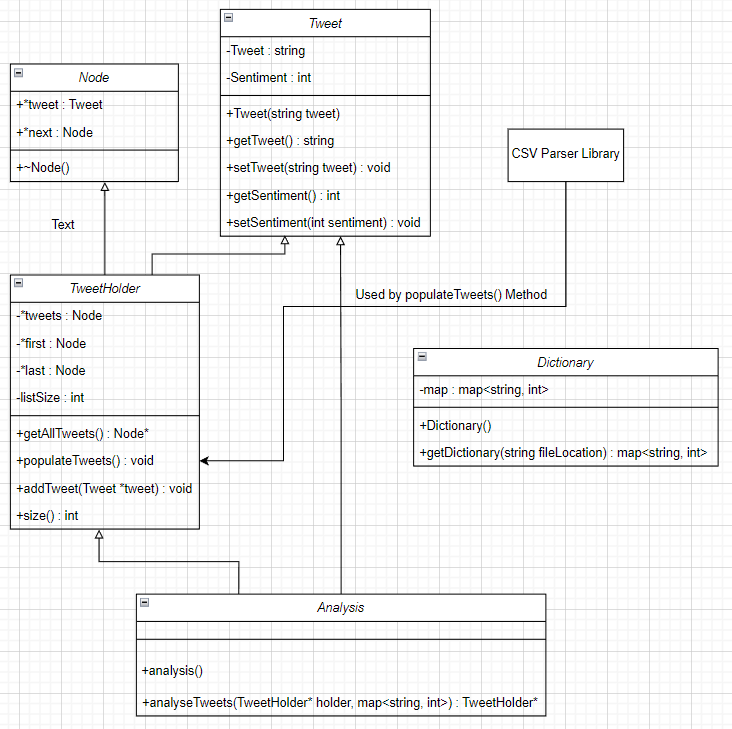 Tweet
-Tweet : string
-Sentiment : int
+Tweet(string tweet)
+getTweet() : string
+setTweet(string tweet) : void
+getSentiment() : int
+setSentiment(int sentiment) : void
Node
+*tweet : Tweet
+*next : Node
+~Node()
CSV Parser Library
Text
Used by populateTweets() Method
TweetHolder
-*tweets : Node
-*first : Node
-*last : Node
-listSize : int
+getAllTweets() : Node*
+populateTweets() : void
+addTweet(Tweet *tweet) : void
+size() : int
Dictionary
-map : map<string, int>
+Dictionary()
+getDictionary(string fileLocation) : map<string, int>
Analysis
+analysis()
+analyseTweets(TweetHolder* holder, map<string, int>) : TweetHolder*